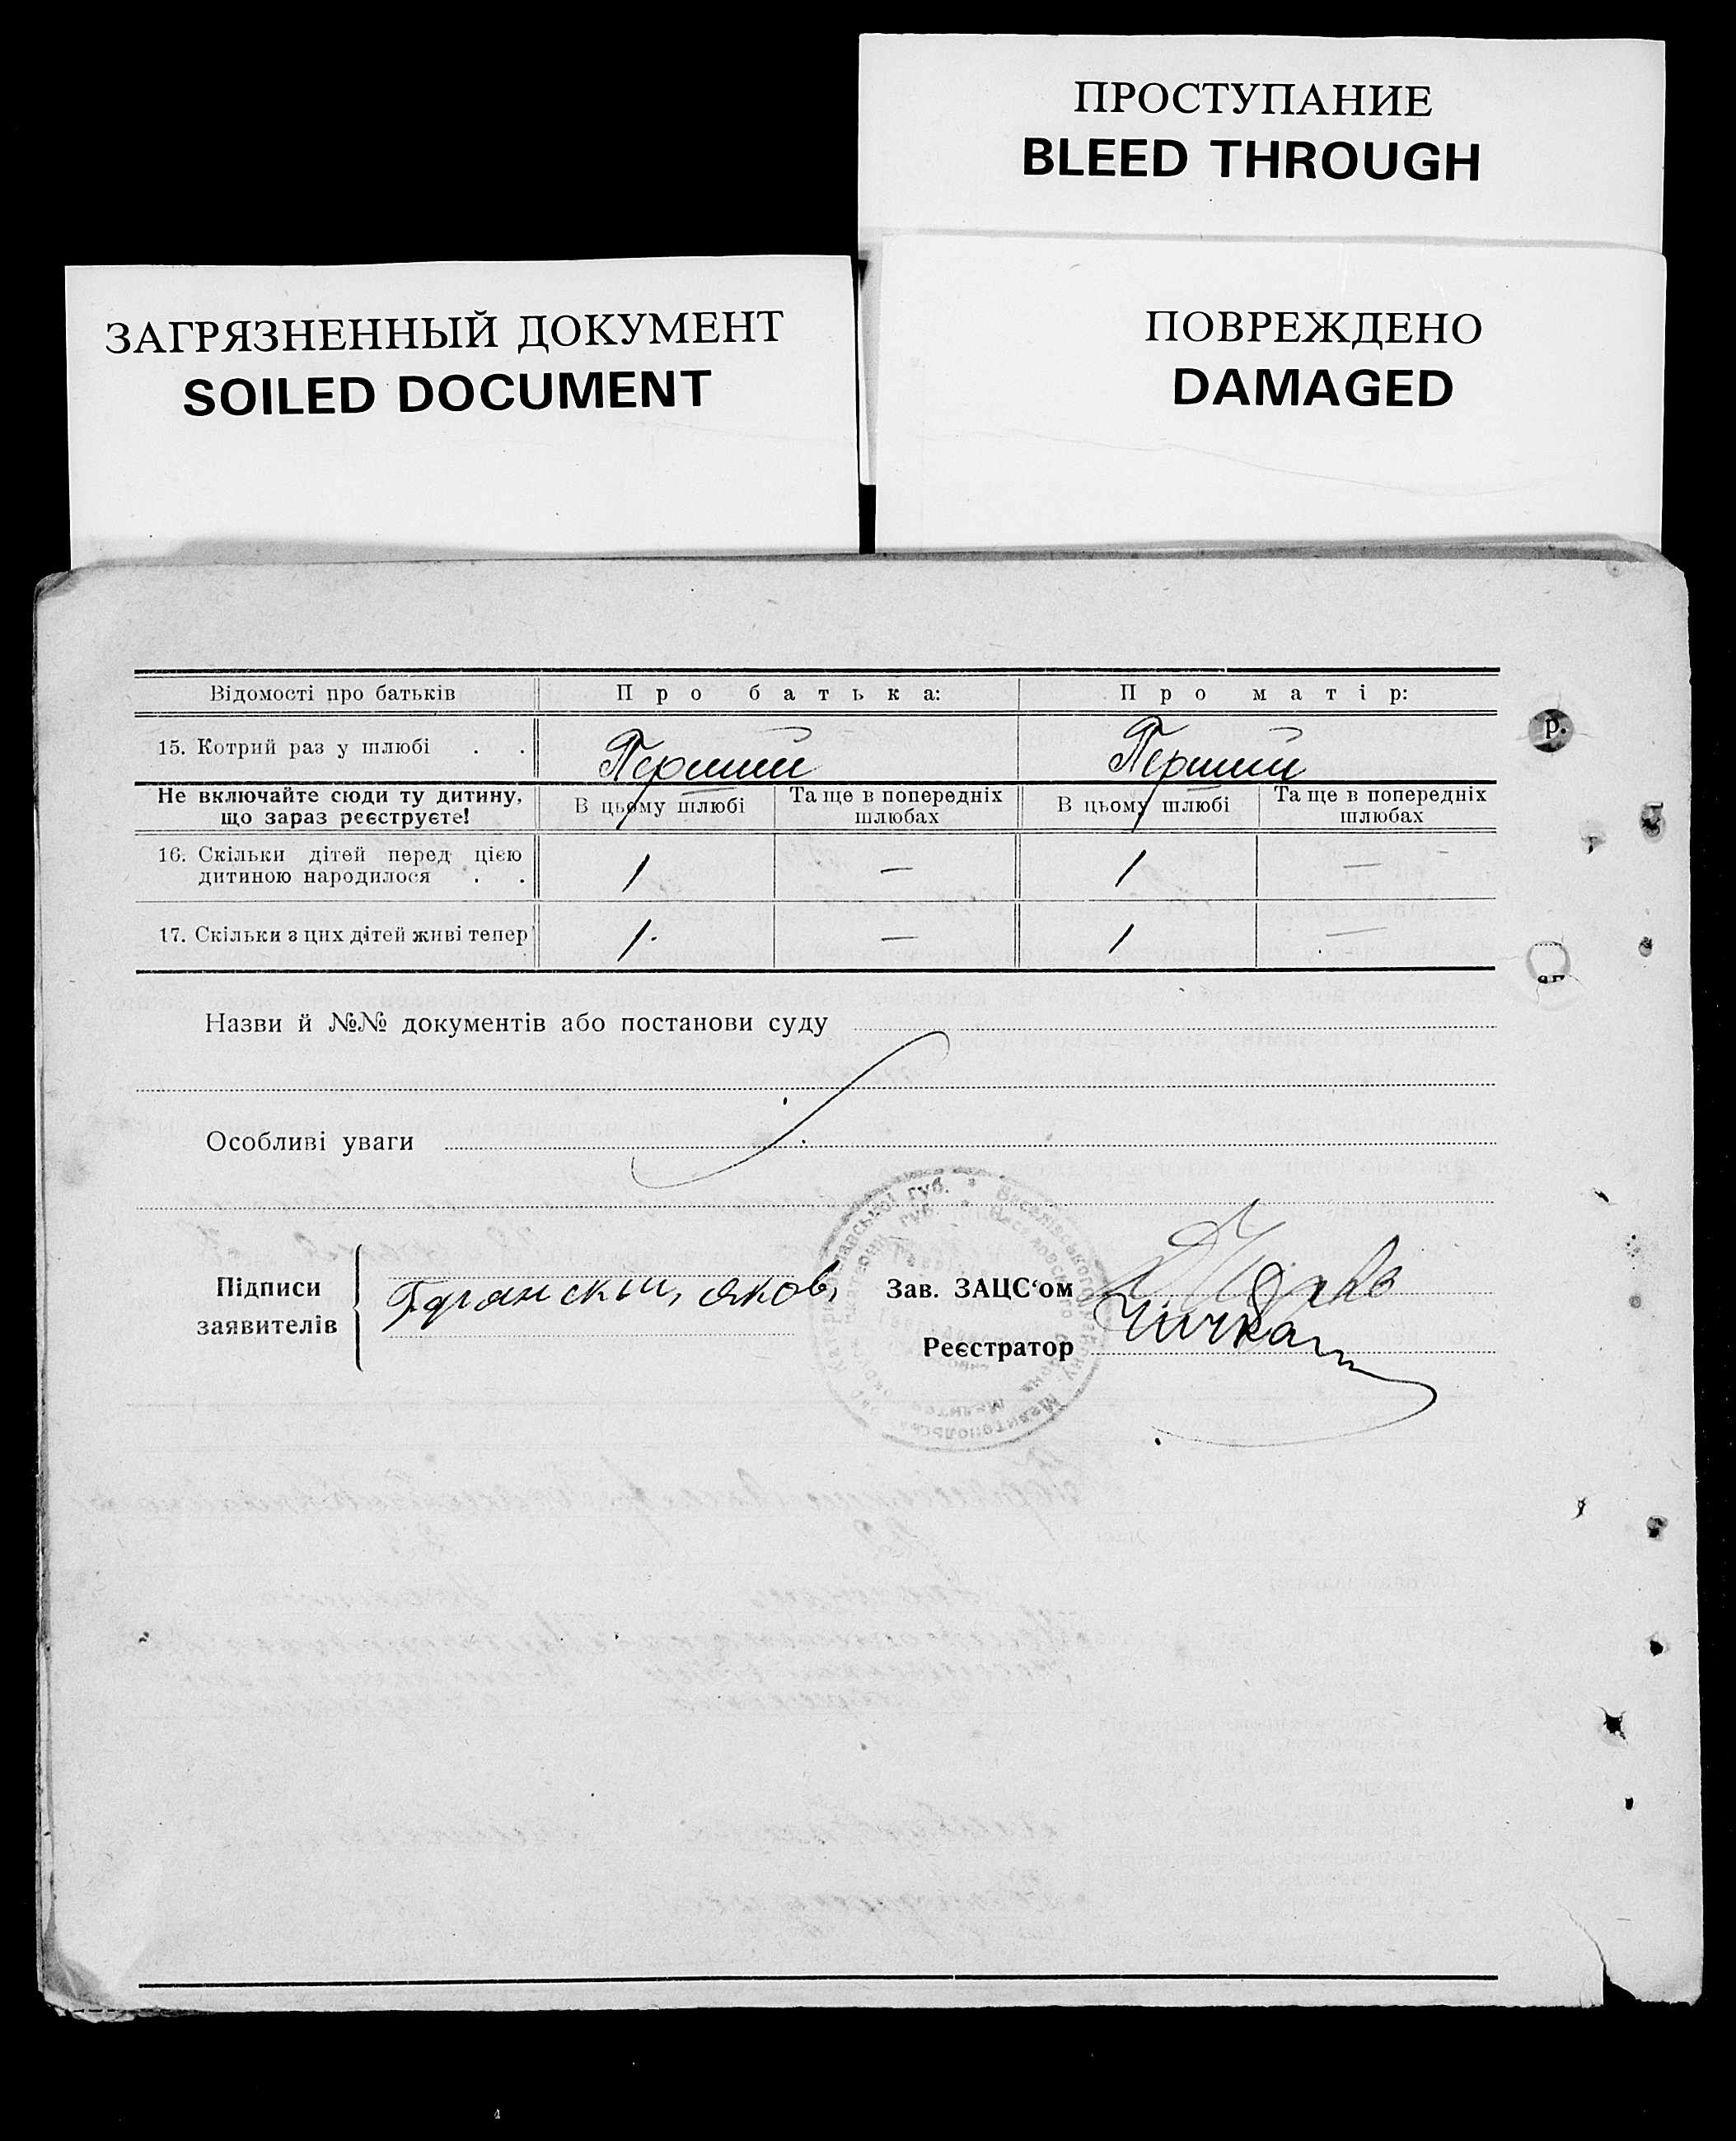 ПРОСТУПАНИЕ
BLEED THROUGH
ЗАГРЯЗНЕННЫЙ ДОКУМЕНТ
SOILED DOCUMENT
ПОВРЕЖДЕНО
DAMAGED
Відомості про батьків Про батька: Про матір:
15. Котрий раз у шлюбі . . Перший Перший
Не включайте сюди ту дитину,
що зараз реєструєте!
В цьому шлюбі
Та ще в попередніх
шлюбах
В цьому шлюбі
Та ще в попередніх
шлюбах
16. Скільки дітей перед цією
дитиною народилося . . 1 — 1 —
17. Скільки з цих дітей живі тепер 1. — 1 —
р.
Назви й №№ документів або постанови суду
Особливі уваги
Підписи
заявителів
яков
Зав. ЗАЦС‘ом
Реєстратор